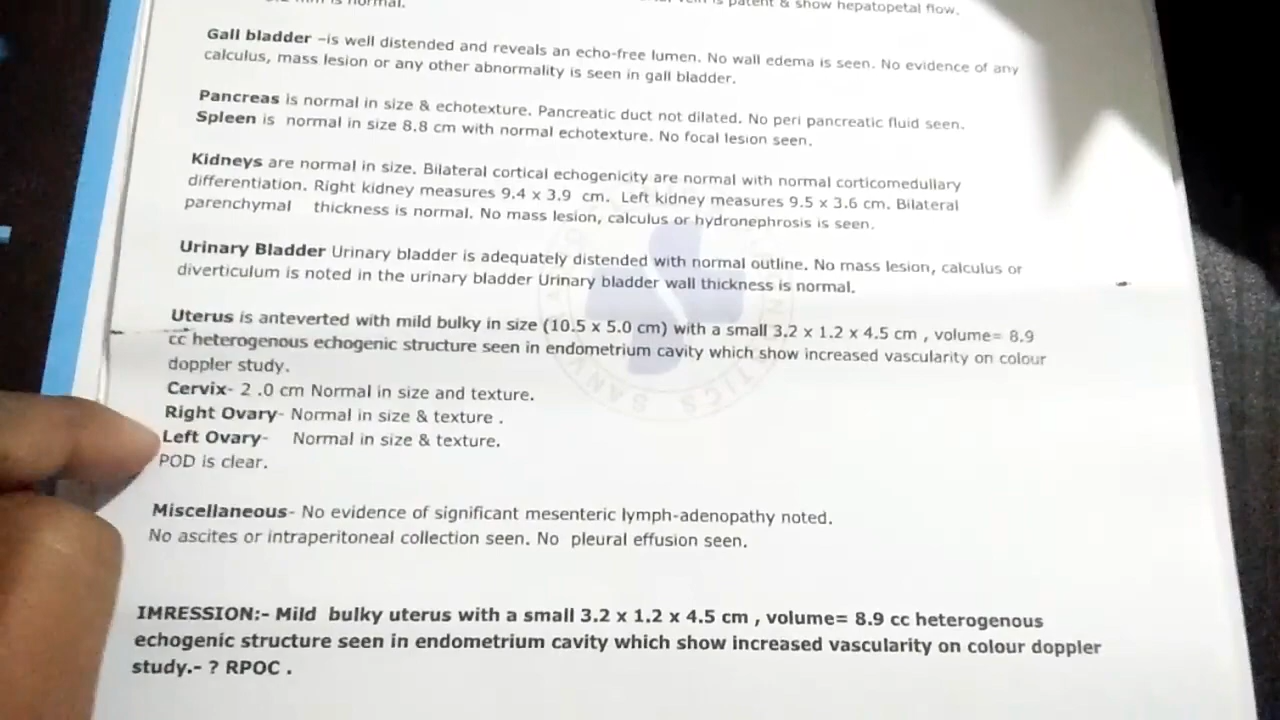 is normal.
is patent & show hepatopetal flow.
Gall bladder –is well distended and reveals an echo-free lumen. No wall edema is seen. No evidence of any
calculus, mass lesion or any other abnormality is seen in gall bladder.
Pancreas is normal in size & echotexture. Pancreatic duct not dilated. No peri pancreatic fluid seen.
Spleen is normal in size 8.8 cm with normal echotexture. No focal lesion seen.
Kidneys are normal in size. Bilateral cortical echogenicity are normal with normal corticomedullary
differentiation. Right kidney measures 9.4 x 3.9 cm. Left kidney measures 9.5 x 3.6 cm. Bilateral
parenchymal thickness is normal. No mass lesion, calculus or hydronephrosis is seen.
Urinary Bladder Urinary bladder is adequately distended with normal outline. No mass lesion, calculus or
diverticulum is noted in the urinary bladder Urinary bladder wall thickness is normal.
Uterus is anteverted with mild bulky in size (10.5 x 5.0 cm) with a small 3.2 x 1.2 x 4.5 cm , volume= 8.9
cc heterogenous echogenic structure seen in endometrium cavity which show increased vascularity on colour
doppler study.
Cervix- 2 .0 cm Normal in size and texture.
Right Ovary- Normal in size & texture .
Left Ovary- Normal in size & texture.
POD is clear.
Miscellaneous- No evidence of significant mesenteric lymph-adenopathy noted.
No ascites or intraperitoneal collection seen. No pleural effusion seen.
IMRESSION:- Mild bulky uterus with a small 3.2 x 1.2 x 4.5 cm , volume= 8.9 cc heterogenous
echogenic structure seen in endometrium cavity which show increased vascularity on colour doppler
study.- ? RPOC .